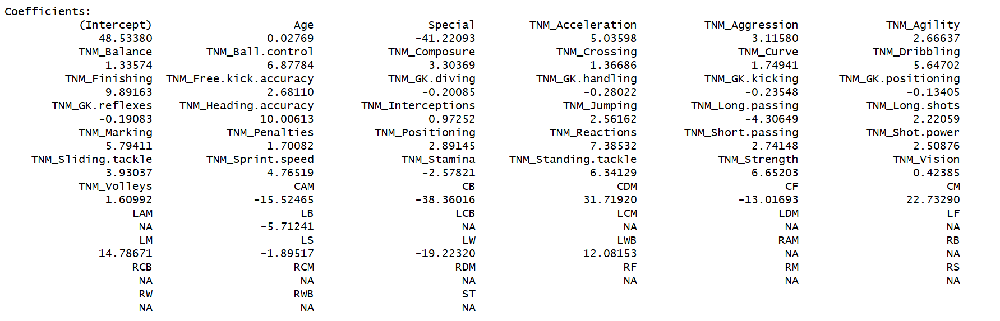 Coefficients:
(Intercept) Age Special TNM_Acceleration TNM_Aggression TNM_Agility
48.53380 0.02769 -41.22093 5.03598 3.11580 2.66637
TNM_Balance TNM_Ball.control TNM_Composure TNM_Crossing TNM_Curve TNM_Dribbling
1.33574 6.87784 3.30369 1.36686 1.74941 5.64702
TNM_Finishing TNM_Free.kick.accuracy TNM_GK.diving TNM_GK.handling TNM_GK.kicking TNM_GK.positioning
9.89163 2.68110 -0.20085 -0.28022 -0.23548 -0.13405
TNM_GK.reflexes TNM_Heading.accuracy TNM_Interceptions TNM_Jumping TNM_Long.passing TNM_Long.shots
-0.19083 10.00613 0.97252 2.56162 -4.30649 2.22059
TNM_Marking TNM_Penalties TNM_Positioning TNM_Reactions TNM_Short.passing TNM_Shot.power
5.79411 1.70082 2.89145 7.38532 2.74148 2.50876
TNM_Sliding.tackle TNM_Sprint.speed TNM_Stamina TNM_Standing.tackle TNM_Strength TNM_Vision
3.93037 4.76519 -2.57821 6.34129 6.65203 0.42385
TNM_Volleys CAM CB CDM CF CM
1.60992 -15.52465 -38.36016 31.71920 -13.01693 22.73290
LAM LB LCB LCM LDM LF
NA -5.71241 NA NA NA NA
LM LS LW LWB RAM RB
14.78671 -1.89517 -19.22320 12.08153 NA NA
RCB RCM RDM RF RM RS
NA NA NA NA NA NA
RW RWB ST
NA NA NA